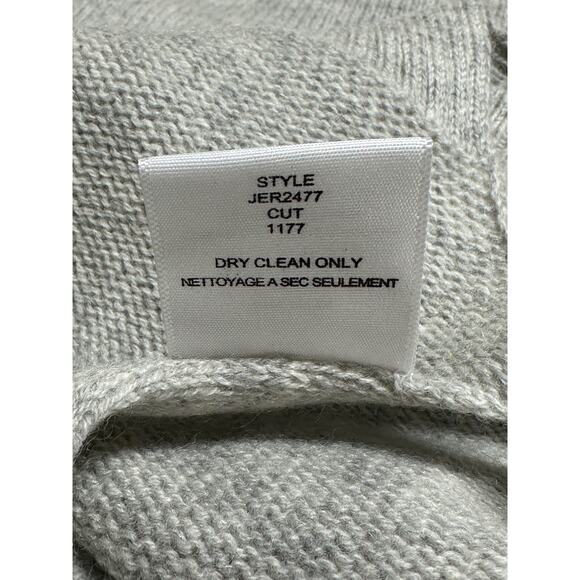 STYLE
JER2477
CUT
1177
DRY CLEAN ONLY
NETTOYAGE A SEC SEULEMENT